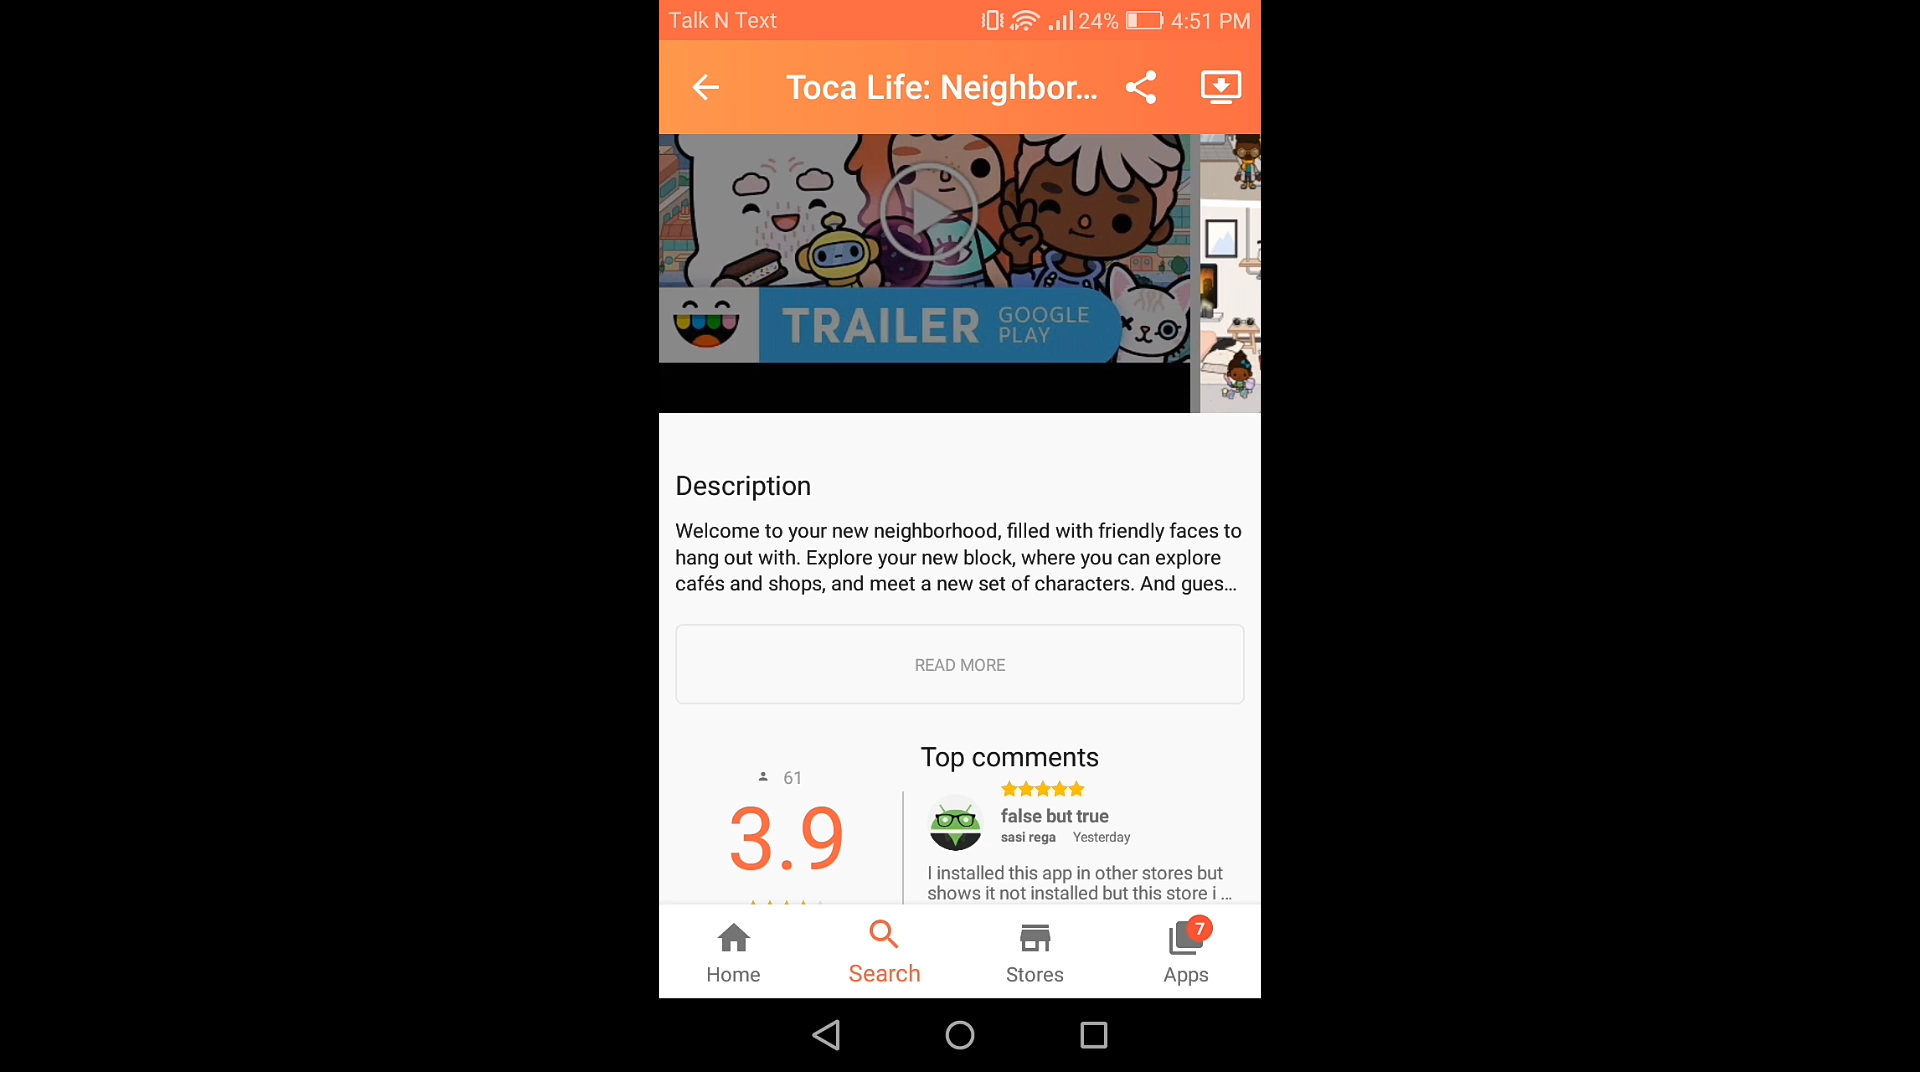 Talk N Text
24%
4:51 PM
Toca Life: Neighbor...
TRAILER
GOOGLE
PLAY
Description
Welcome to your new neighborhood, filled with friendly faces to
hang out with. Explore your new block, where you can explore
cafés and shops, and meet a new set of characters. And gues...
READ MORE
61
3.9
Top comments
false but true
sasi rega Yesterday
I installed this app in other stores but
shows it not installed but this store i ...
Home
Search
Stores
7
Apps